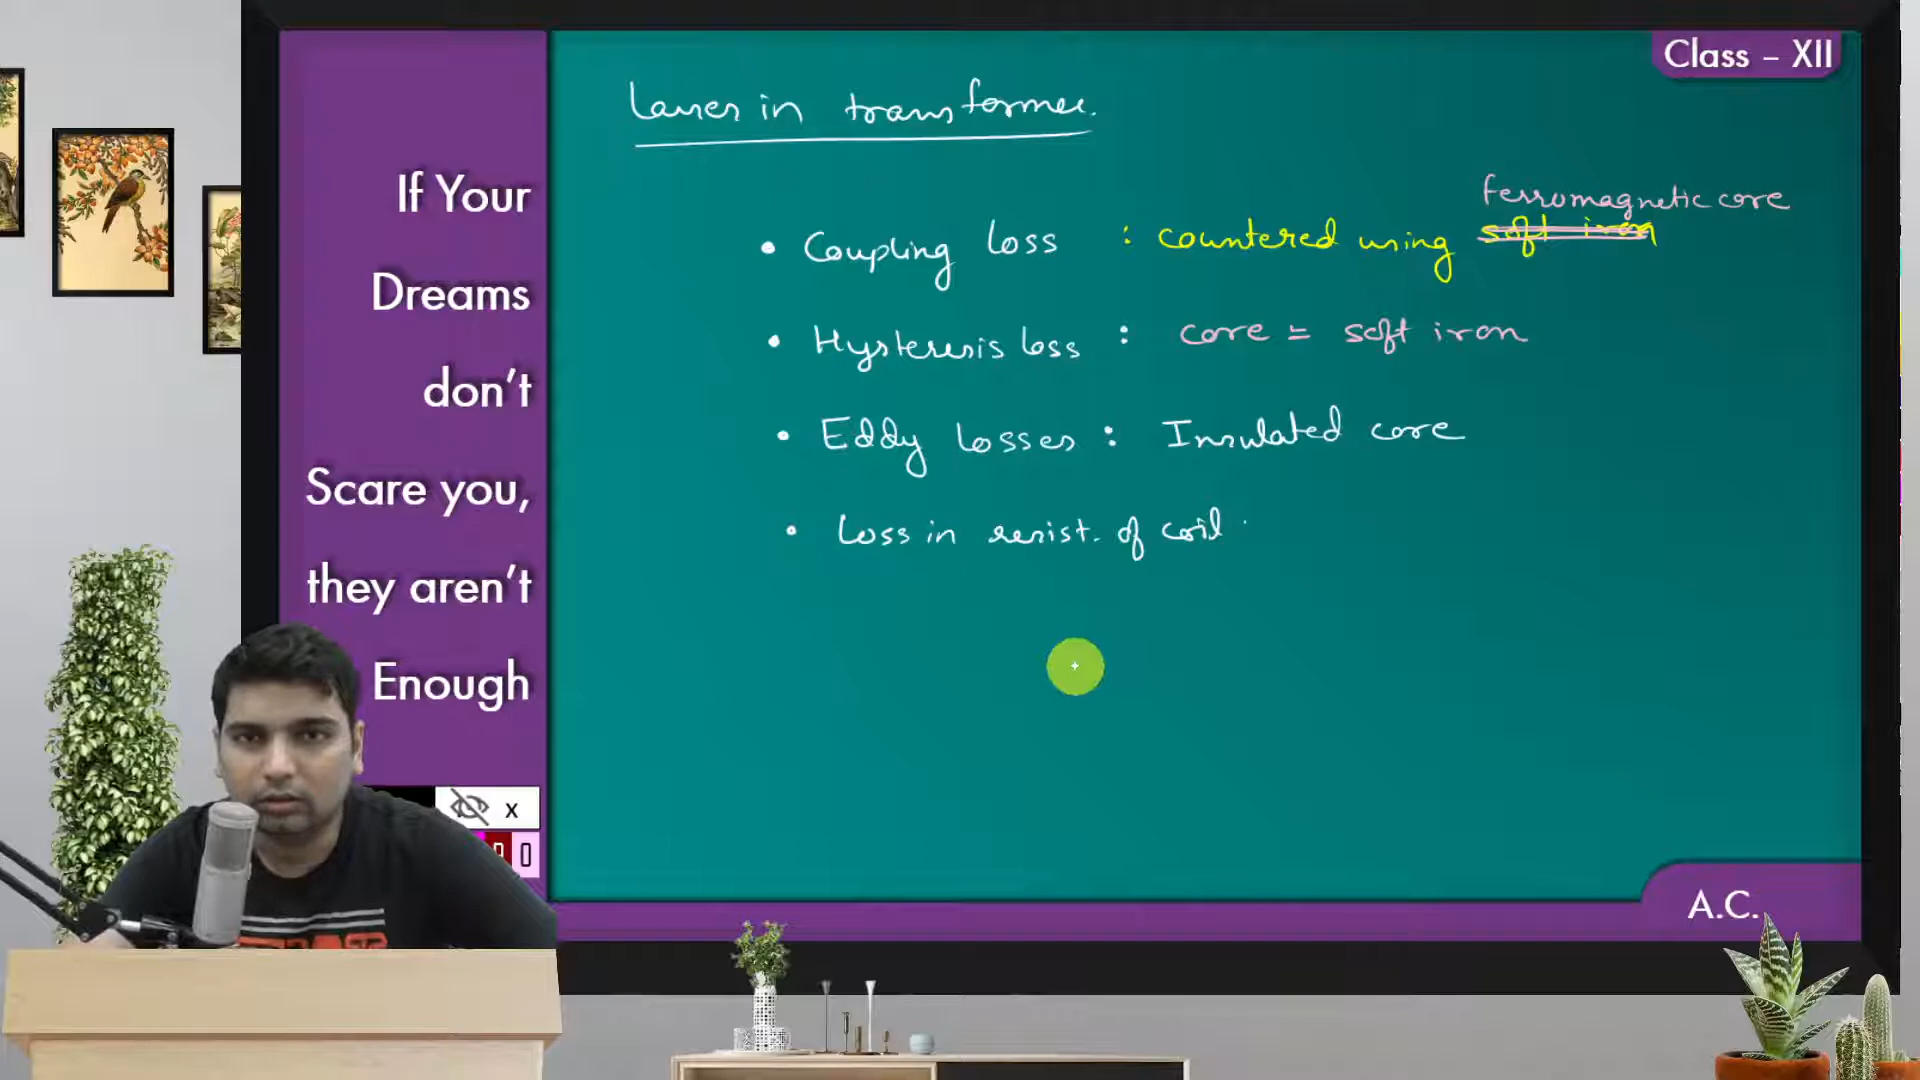 Class – XII
Losses in transformer.
If Your
Dreams
don't
Scare you,
they aren't
Enough
ferromagnetic core
• Coupling loss : countered using soft iron
• Hysteresis loss : core = soft iron
• Eddy Losses : Insulated core
• Loss in resist. of coil.
x
0
A.C.